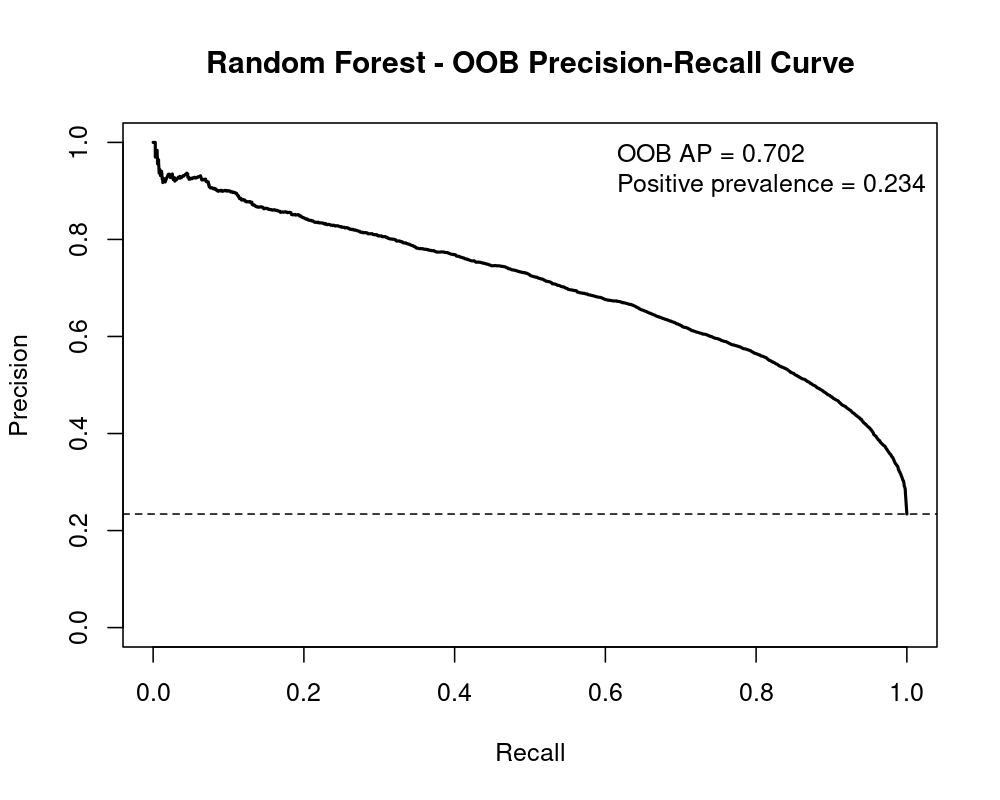 Random Forest - OOB Precision-Recall Curve
OOB AP = 0.702
Positive prevalence = 0.234
Precision
1.0
0.8
0.6
0.4
0.2
0.0
0.0 0.2 0.4 0.6 0.8 1.0
Recall